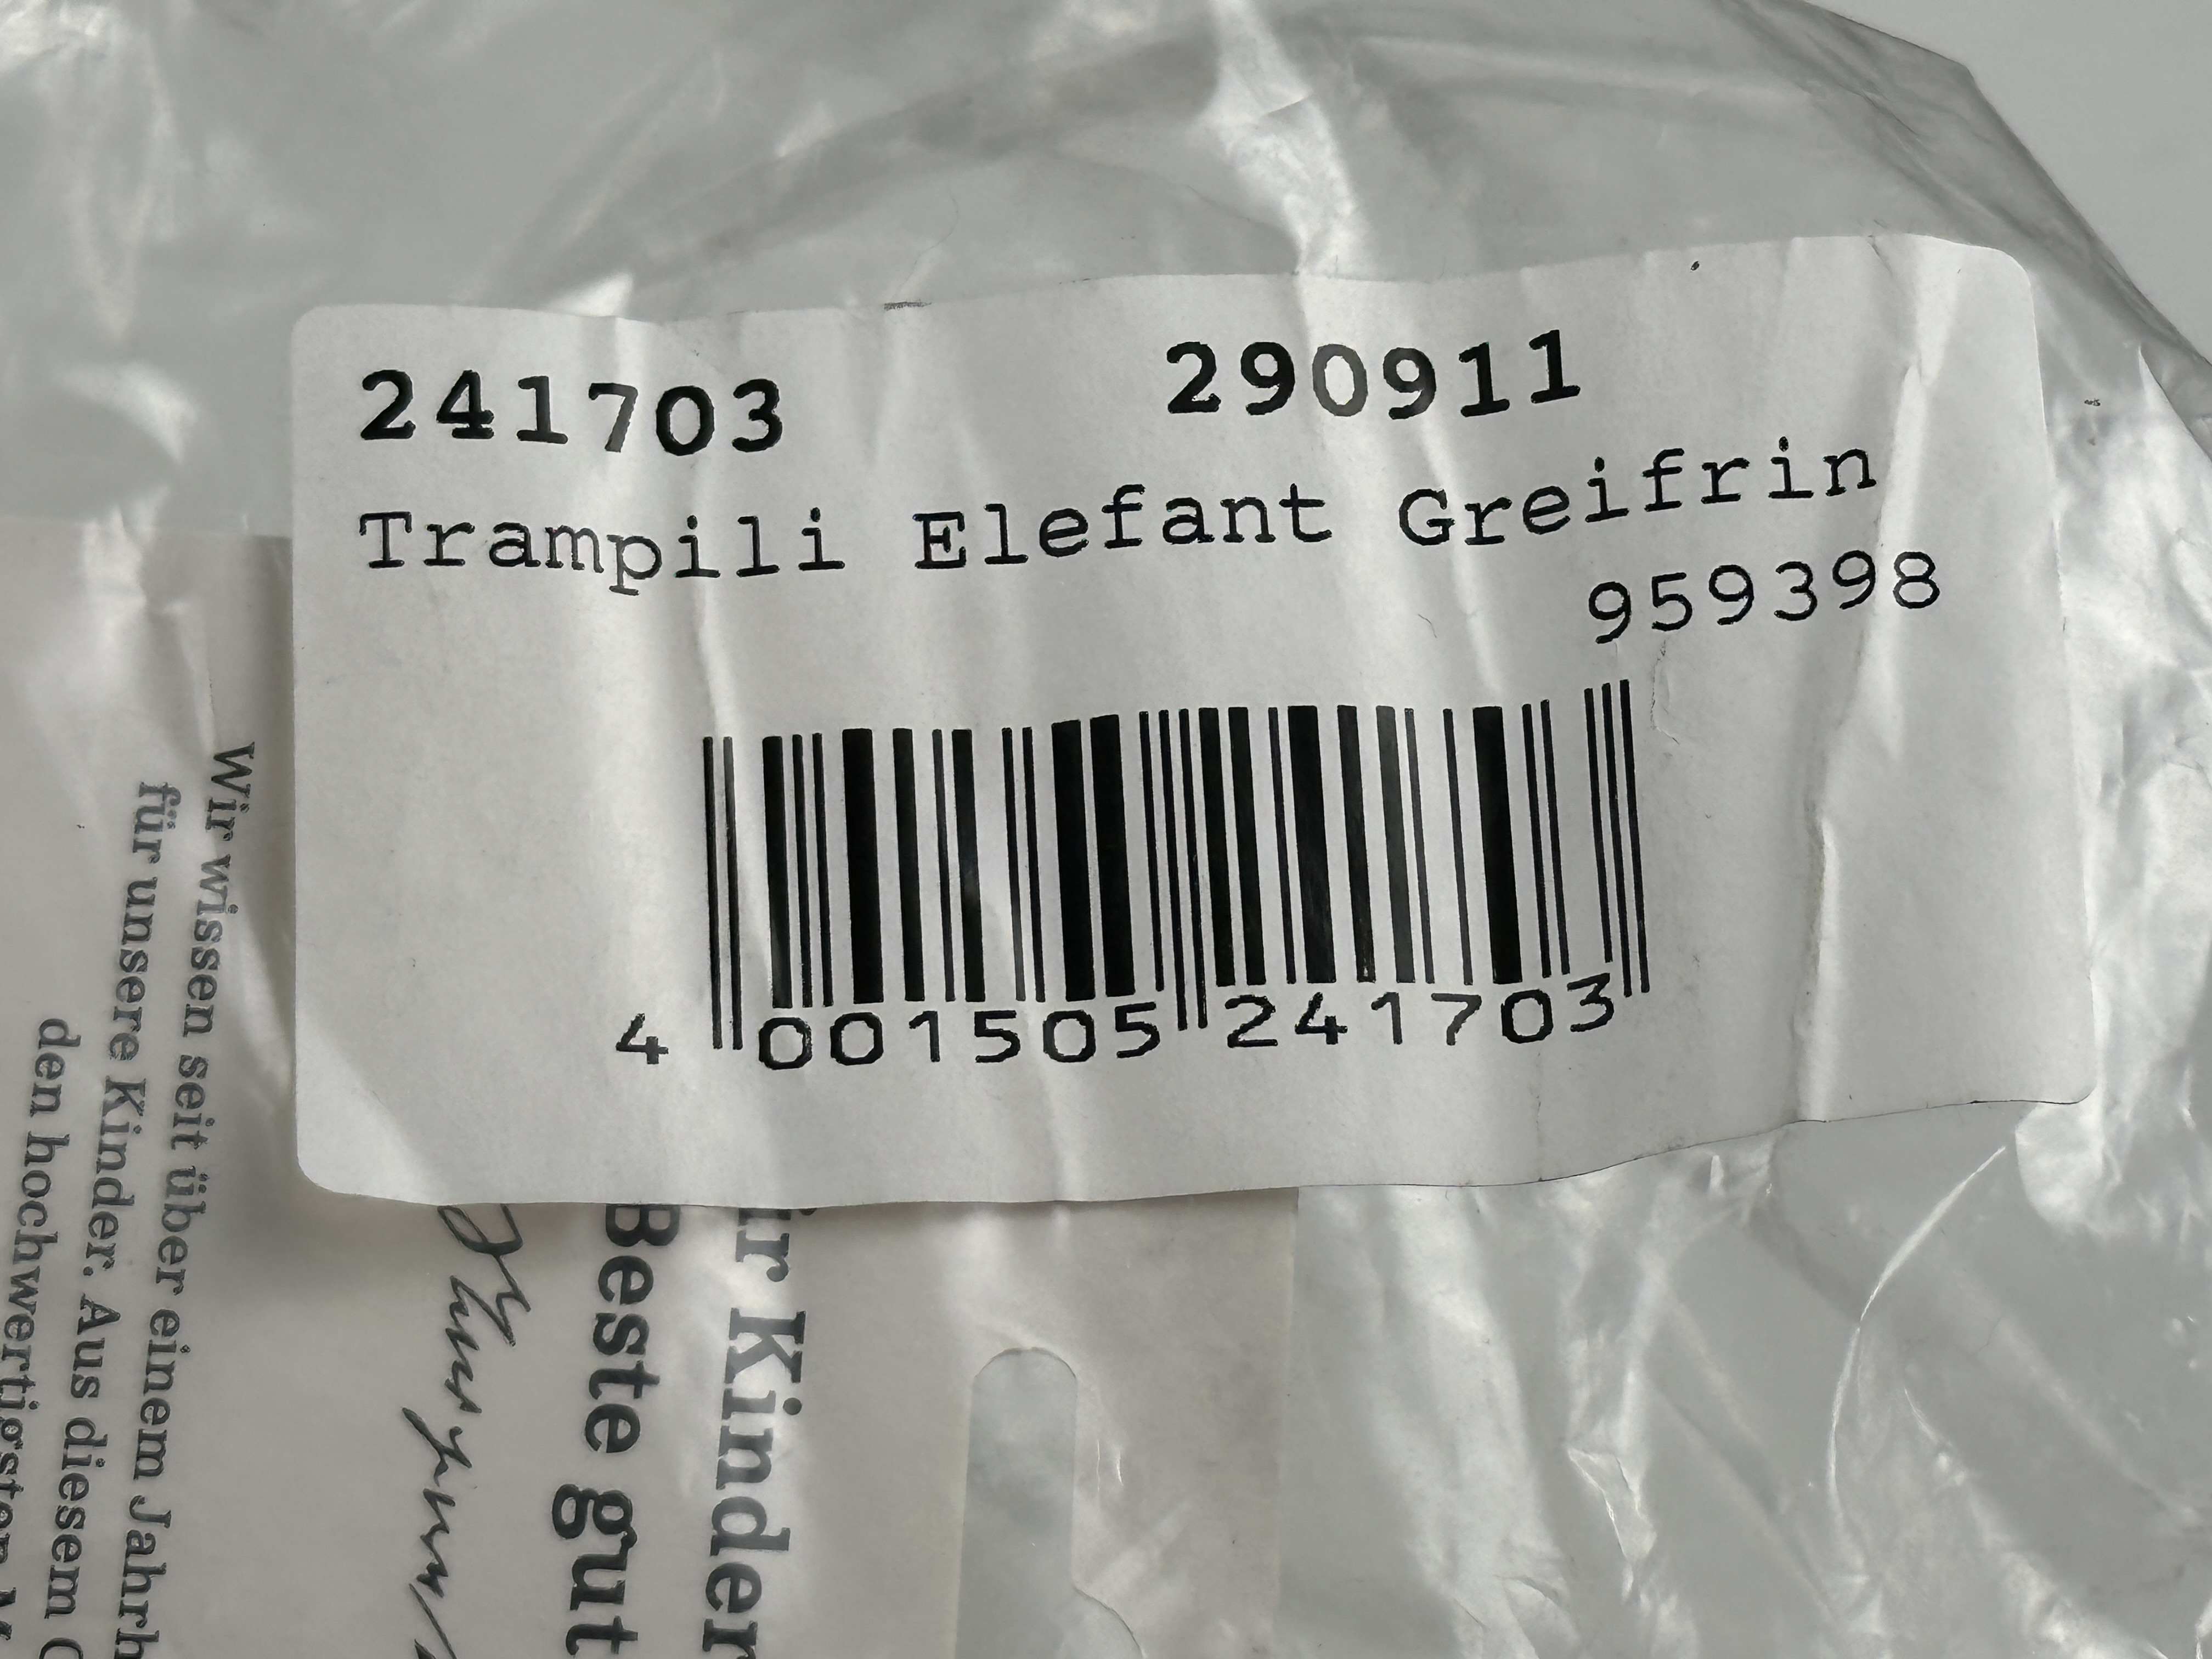 241703 290911
Trampili Elefant Greifrin
959398
4 001505 241703
Wir wissen seit über einem Jahrh
für unsere Kinder. Aus diesem
den hochwertigsten
Kinder
Beste gut